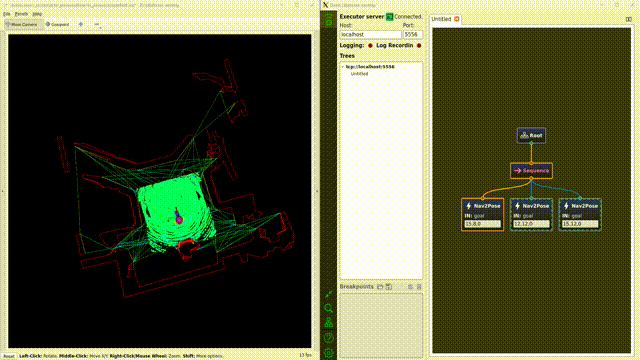 File Panels Help
Move Camera
Reset Left-Click: Rotate. Middle-Click: Move X/Y. Right-Click/Mouse Wheel: Zoom. Shift: More options. 13 fps
Executor server Connected.
Host: Port:
localhost 5556
Logging: Log Recordin
Trees
tcp://localhost:5556
Untitled
Breakpoints
Untitled
Root
Sequence
Nav2Pose Nav2Pose Nav2Pose
IN: goal IN: goal IN: goal
15,8,0 12,12,0 15,12,0